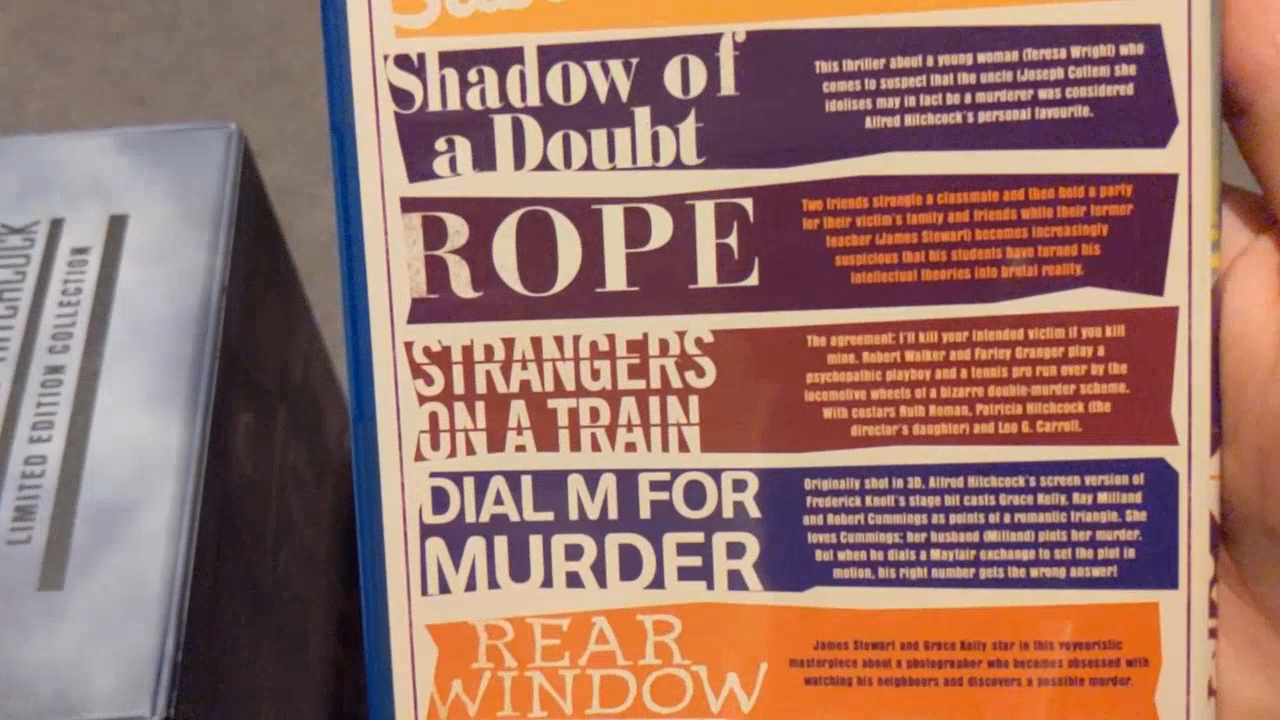 Shadow of
a Doubt
This thriller about a young woman (Teresa Wright) who
comes to suspect that the uncle (Joseph Cotten) she
idolises may in fact be a murderer was considered
Alfred Hitchcock's personal favourite.
ROPE
Two friends strangle a classmate and then hold a party
for their victim's family and friends while their former
teacher (James Stewart) becomes increasingly
suspicious that his students have turned his
intellectual theories into brutal reality.
STRANGERS
ON A TRAIN
The agreement: I'll kill your intended victim if you kill
mine. Robert Walker and Farley Granger play a
psychopathic playboy and a tennis pro run over by the
locomotive wheels of a bizarre double-murder scheme.
With costars Ruth Roman, Patricia Hitchcock (the
director's daughter) and Leo G. Carroll.
DIAL M FOR
MURDER
Originally shot in 3D, Alfred Hitchcock's screen version of
Frederick Knott's stage hit casts Grace Kelly, Ray Milland
and Robert Cummings as points of a romantic triangle. She
loves Cummings; her husband (Milland) plots her murder.
But when he dials a Mayfair exchange to set the plot in
motion, his right number gets the wrong answer!
REAR
WINDOW
James Stewart and Grace Kelly star in this voyeuristic
masterpiece about a photographer who becomes obsessed with
watching his neighbours and discovers a possible murder.
HITCHCOCK
LIMITED EDITION COLLECTION